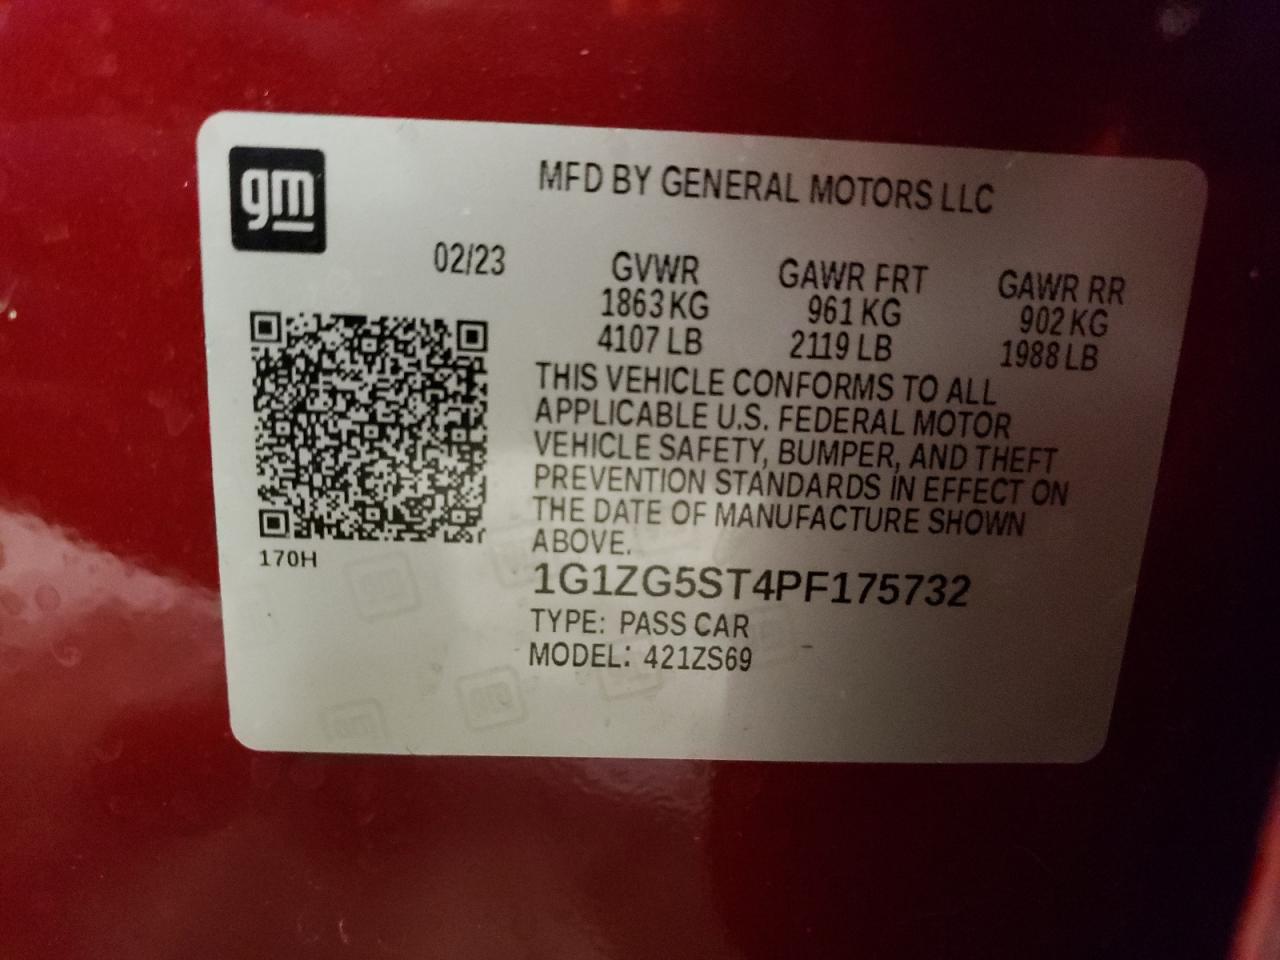 gm
MFD BY GENERAL MOTORS LLC
02/23
GVWR GAWR FRT GAWR RR
1863 KG 961 KG 902 KG
4107 LB 2119 LB 1988 LB
THIS VEHICLE CONFORMS TO ALL
APPLICABLE U.S. FEDERAL MOTOR
VEHICLE SAFETY, BUMPER, AND THEFT
PREVENTION STANDARDS IN EFFECT ON
THE DATE OF MANUFACTURE SHOWN
ABOVE.
170H
1G1ZG5ST4PF175732
TYPE: PASS CAR
MODEL: 421ZS69